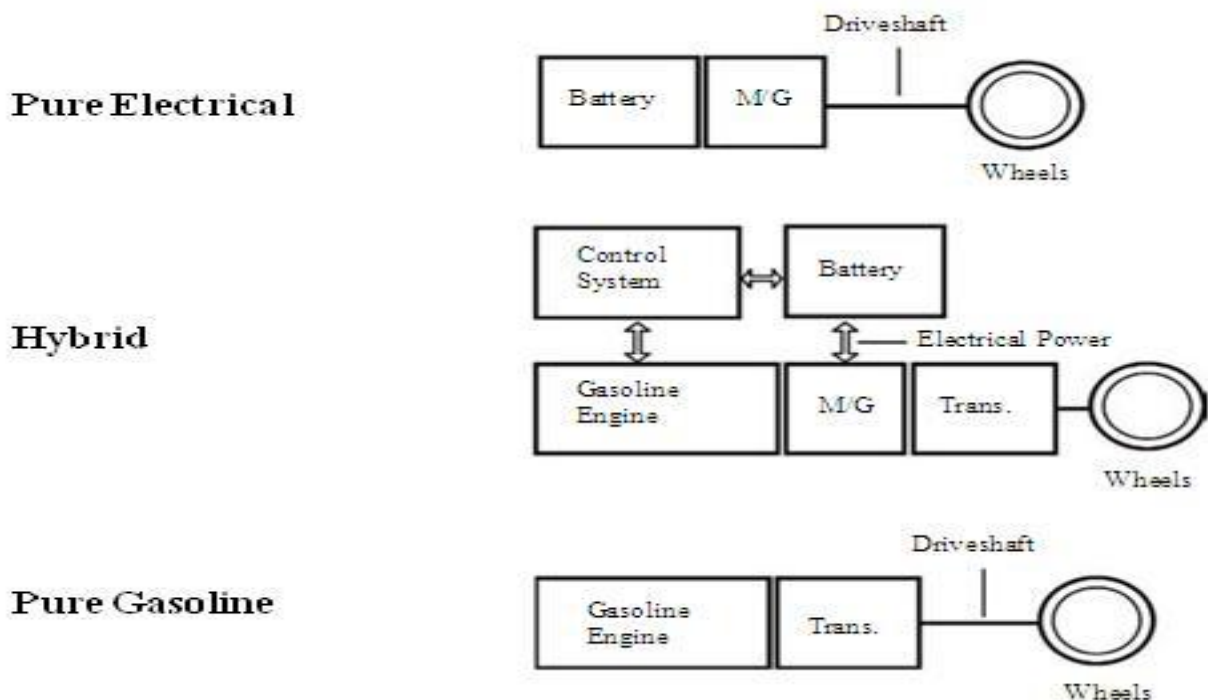 Pure Electrical
Driveshaft
Battery
M/G
Wheels
Hybrid
Control
System
Battery
Electrical Power
Gasoline
Engine
M/G
Trans.
Wheels
Pure Gasoline
Driveshaft
Gasoline
Engine
Trans.
Wheels